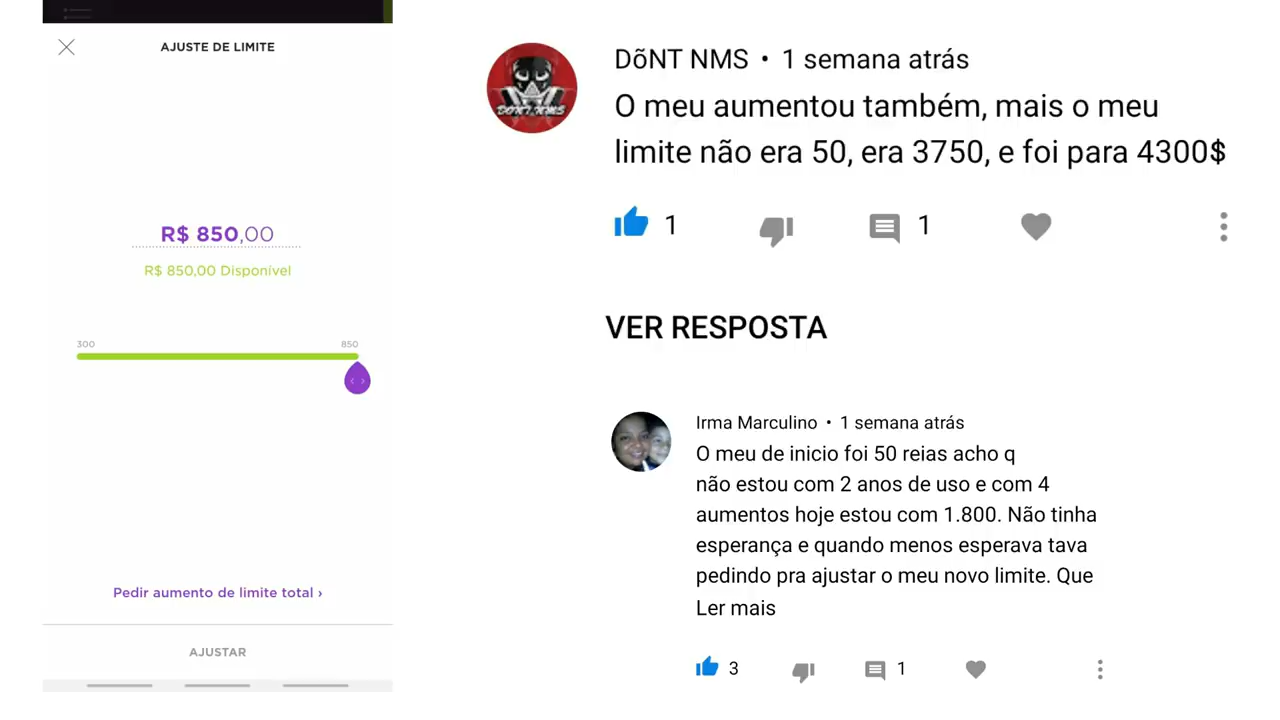 AJUSTE DE LIMITE
R$ 850,00
R$ 850,00 Disponível
300
850
Pedir aumento de limite total ›
AJUSTAR
DONT.NMS
DõNT NMS • 1 semana atrás
O meu aumentou também, mais o meu
limite não era 50, era 3750, e foi para 4300$
1
1
VER RESPOSTA
Irma Marculino • 1 semana atrás
O meu de inicio foi 50 reias acho q
não estou com 2 anos de uso e com 4
aumentos hoje estou com 1.800. Não tinha
esperança e quando menos esperava tava
pedindo pra ajustar o meu novo limite. Que
Ler mais
3
1